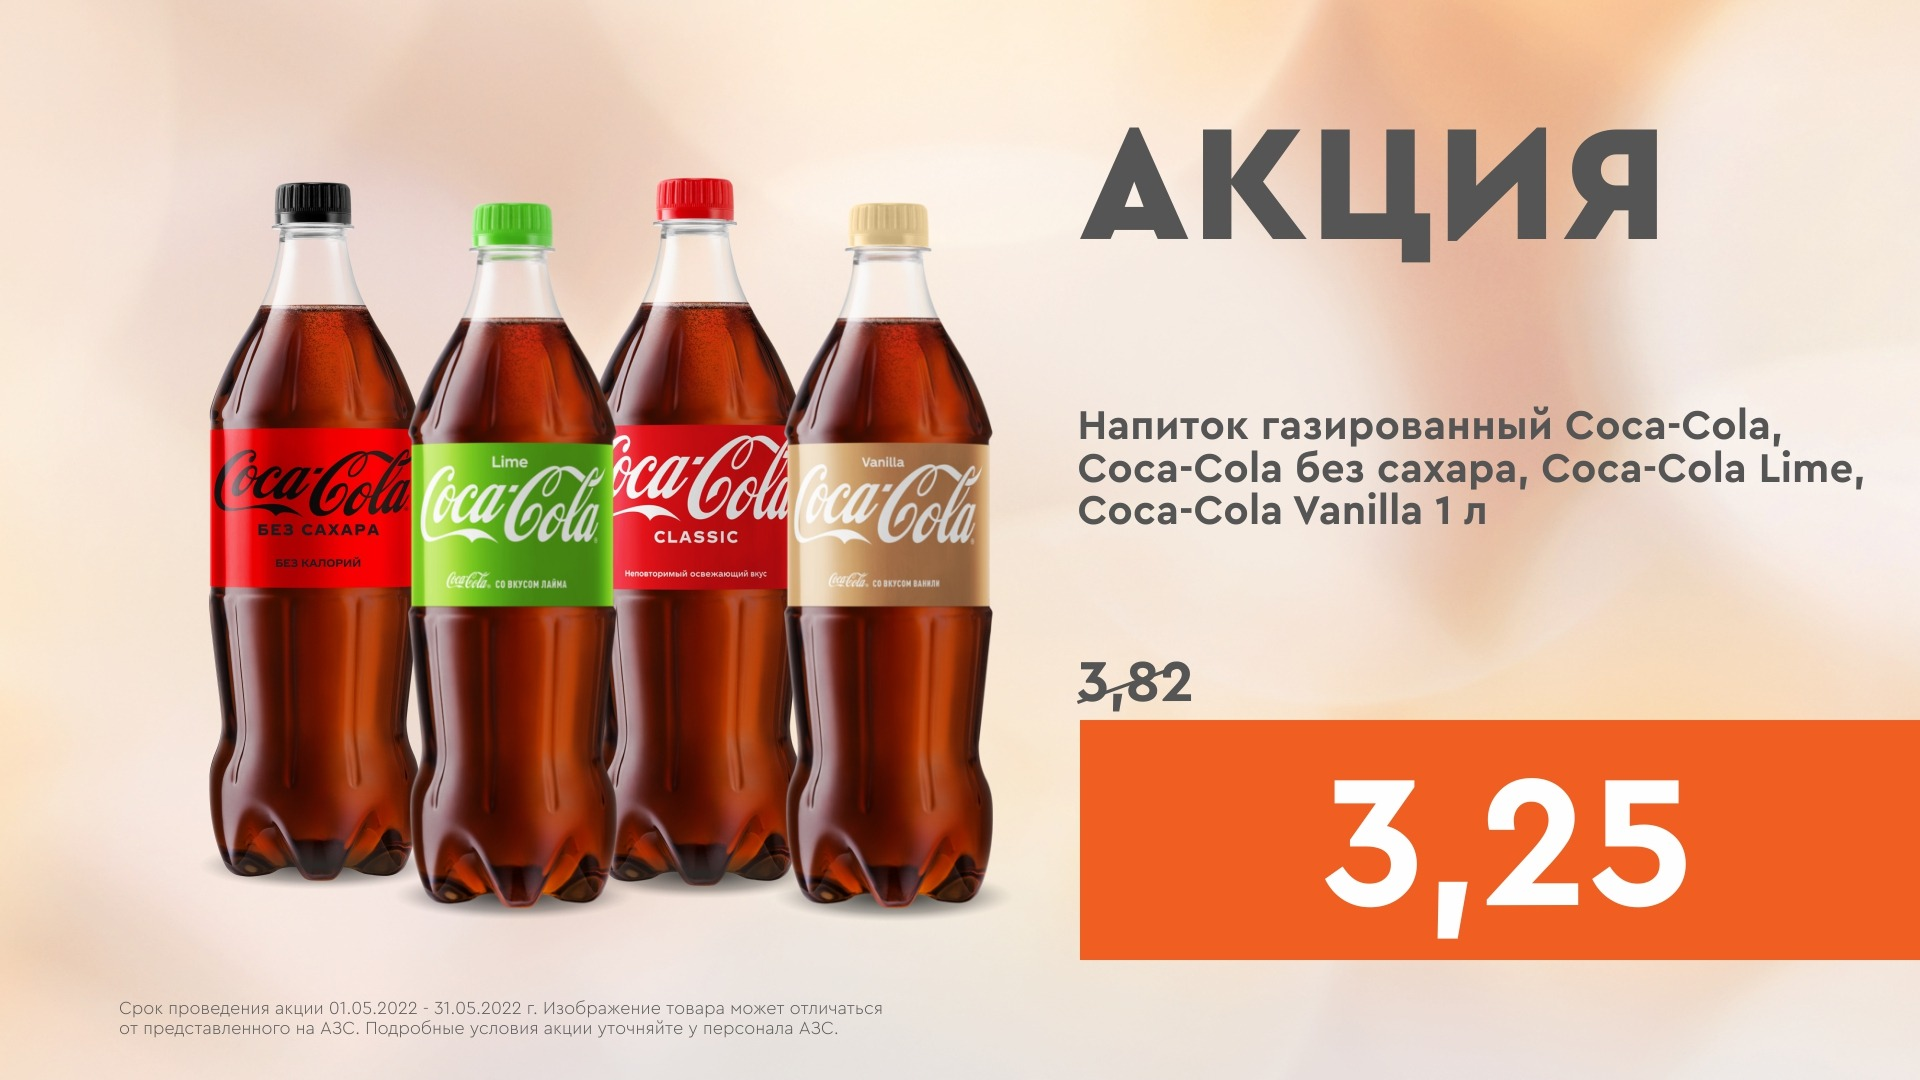 АКЦИЯ
Напиток газированный Coca-Cola,
Coca-Cola без сахара, Coca-Cola Lime,
Coca-Cola Vanilla 1 л
3,82
3,25
Coca-Cola
БЕЗ САХАРА
БЕЗ КАЛОРИЙ
Lime
Coca-Cola
Coca-Cola СО ВКУСОМ ЛАЙМА
Coca-Cola
CLASSIC
Неповторимый освежающий вкус
Vanilla
Coca-Cola
Coca-Cola СО ВКУСОМ ВАНИЛИ
Срок проведения акции 01.05.2022 - 31.05.2022 г. Изображение товара может отличаться
от представленного на АЗС. Подробные условия акции уточняйте у персонала АЗС.